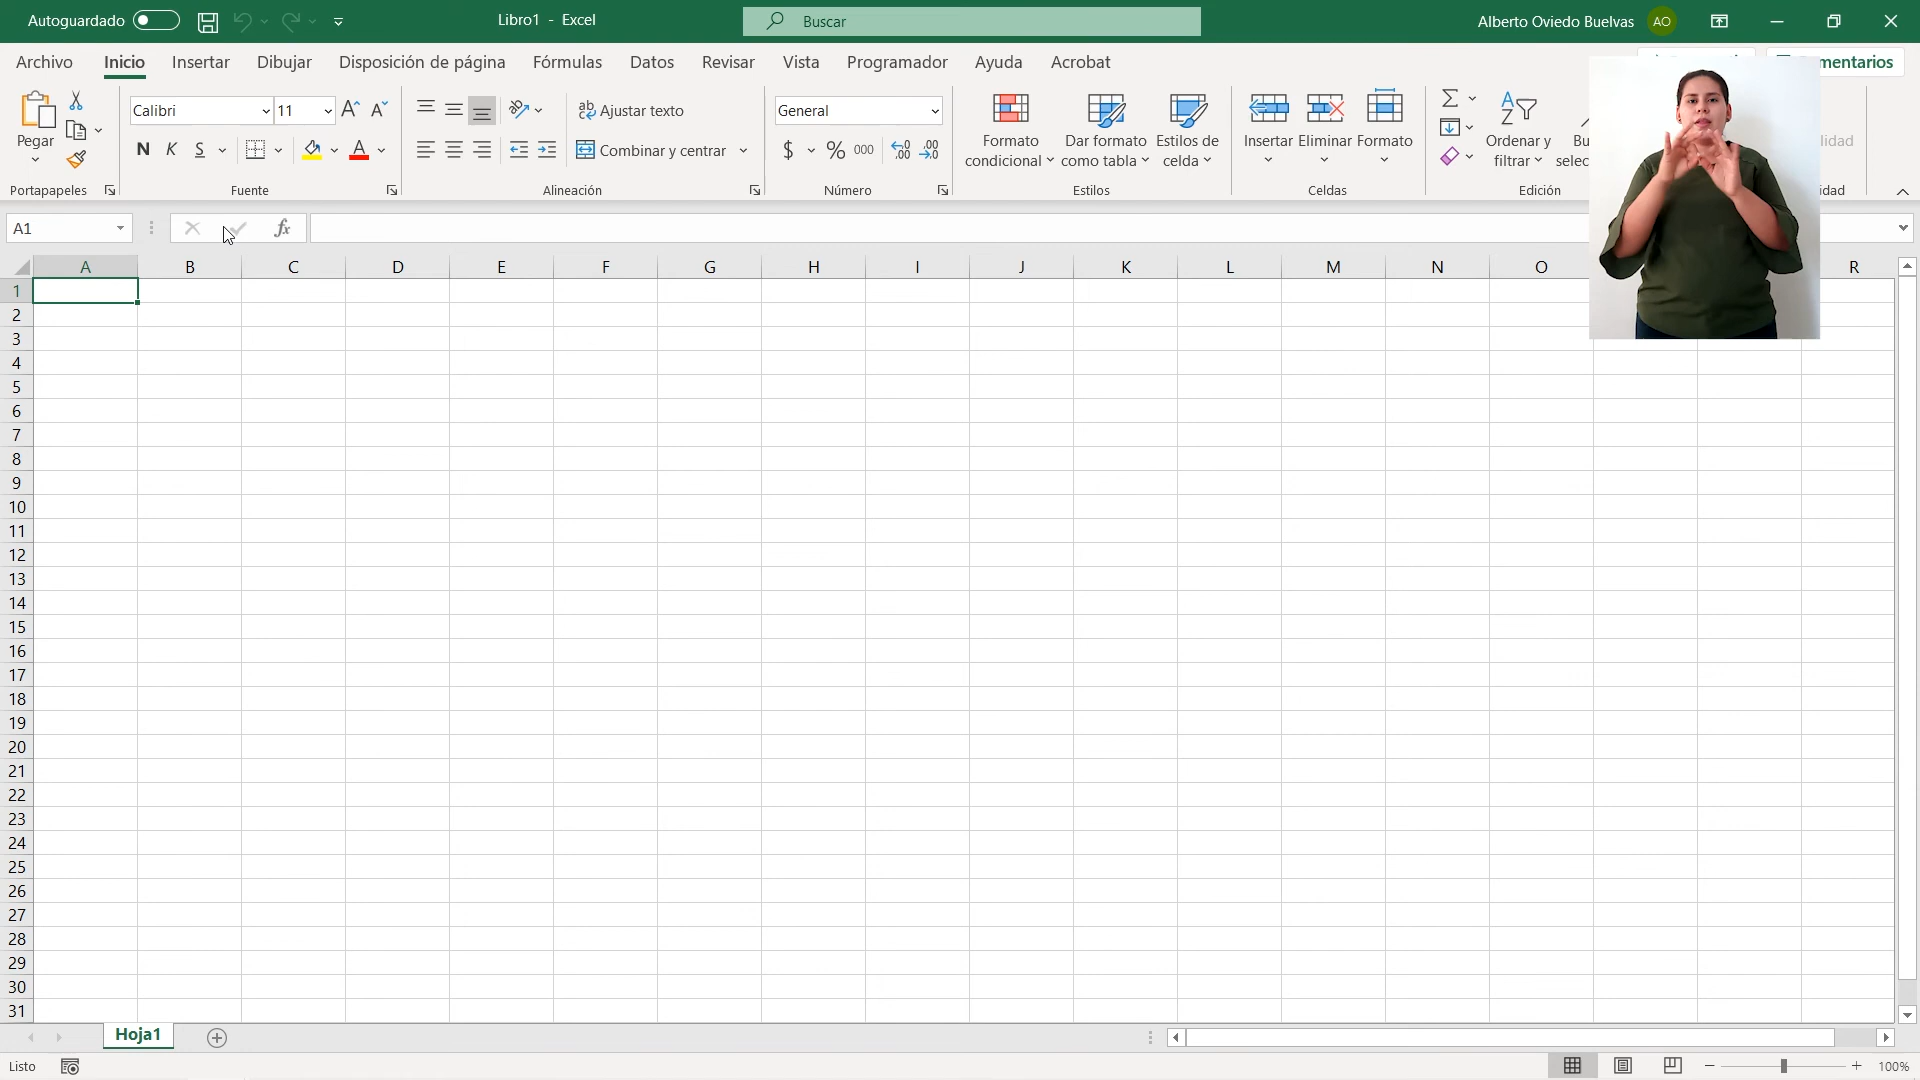 Autoguardado
Libro1 - Excel
Buscar
Alberto Oviedo Buelvas
AO
Archivo Inicio Insertar Dibujar Disposición de página Fórmulas Datos Revisar Vista Programador Ayuda Acrobat
mentarios
Pegar
Portapapeles
Calibri 11
N K S A
Fuente
Ajustar texto
Combinar y centrar
Alineación
General
$ % 000
Número
Formato condicional
Dar formato como tabla
Estilos de celda
Estilos
Insertar Eliminar Formato
Celdas
Ordenar y filtrar
Bu
selec
Edición
lidad
idad
A1
fx
A B C D E F G H I J K L M N O R
1
2
3
4
5
6
7
8
9
10
11
12
13
14
15
16
17
18
19
20
21
22
23
24
25
26
27
28
29
30
31
Hoja1
Listo
100%